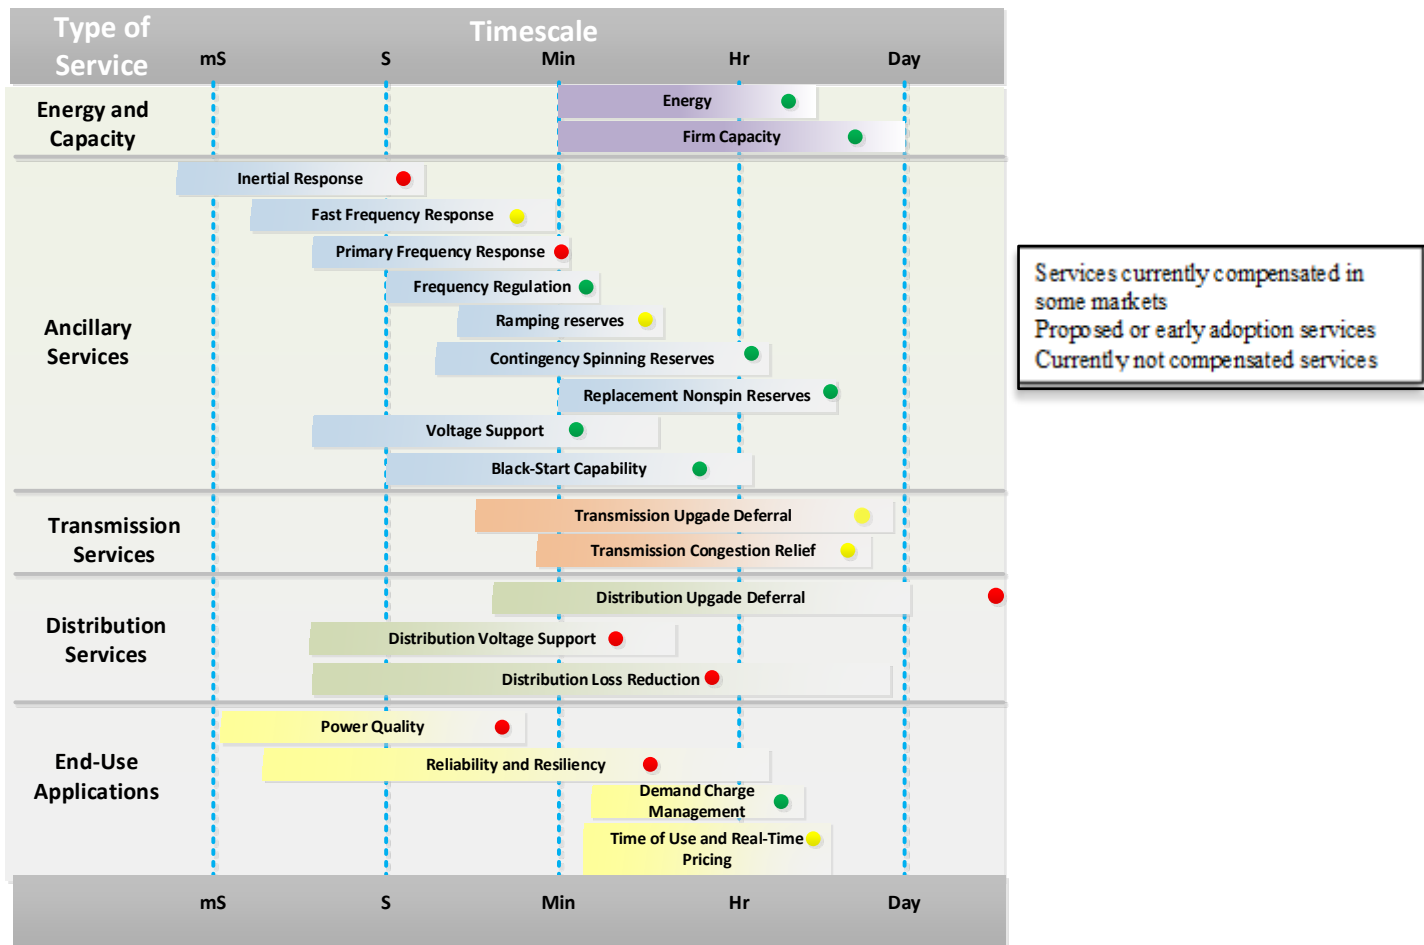 Type of
Service
Timescale
mS S Min Hr Day
Energy and
Capacity
Energy
Firm Capacity
Ancillary
Services
Inertial Response
Fast Frequency Response
Primary Frequency Response
Frequency Regulation
Ramping reserves
Contingency Spinning Reserves
Replacement Nonspin Reserves
Voltage Support
Black-Start Capability
Transmission
Services
Transmission Upgade Deferral
Transmission Congestion Relief
Distribution
Services
Distribution Upgade Deferral
Distribution Voltage Support
Distribution Loss Reduction
End-Use
Applications
Power Quality
Reliability and Resiliency
Demand Charge
Management
Time of Use and Real-Time
Pricing
mS S Min Hr Day
Services currently compensated in
some markets
Proposed or early adoption services
Currently not compensated services